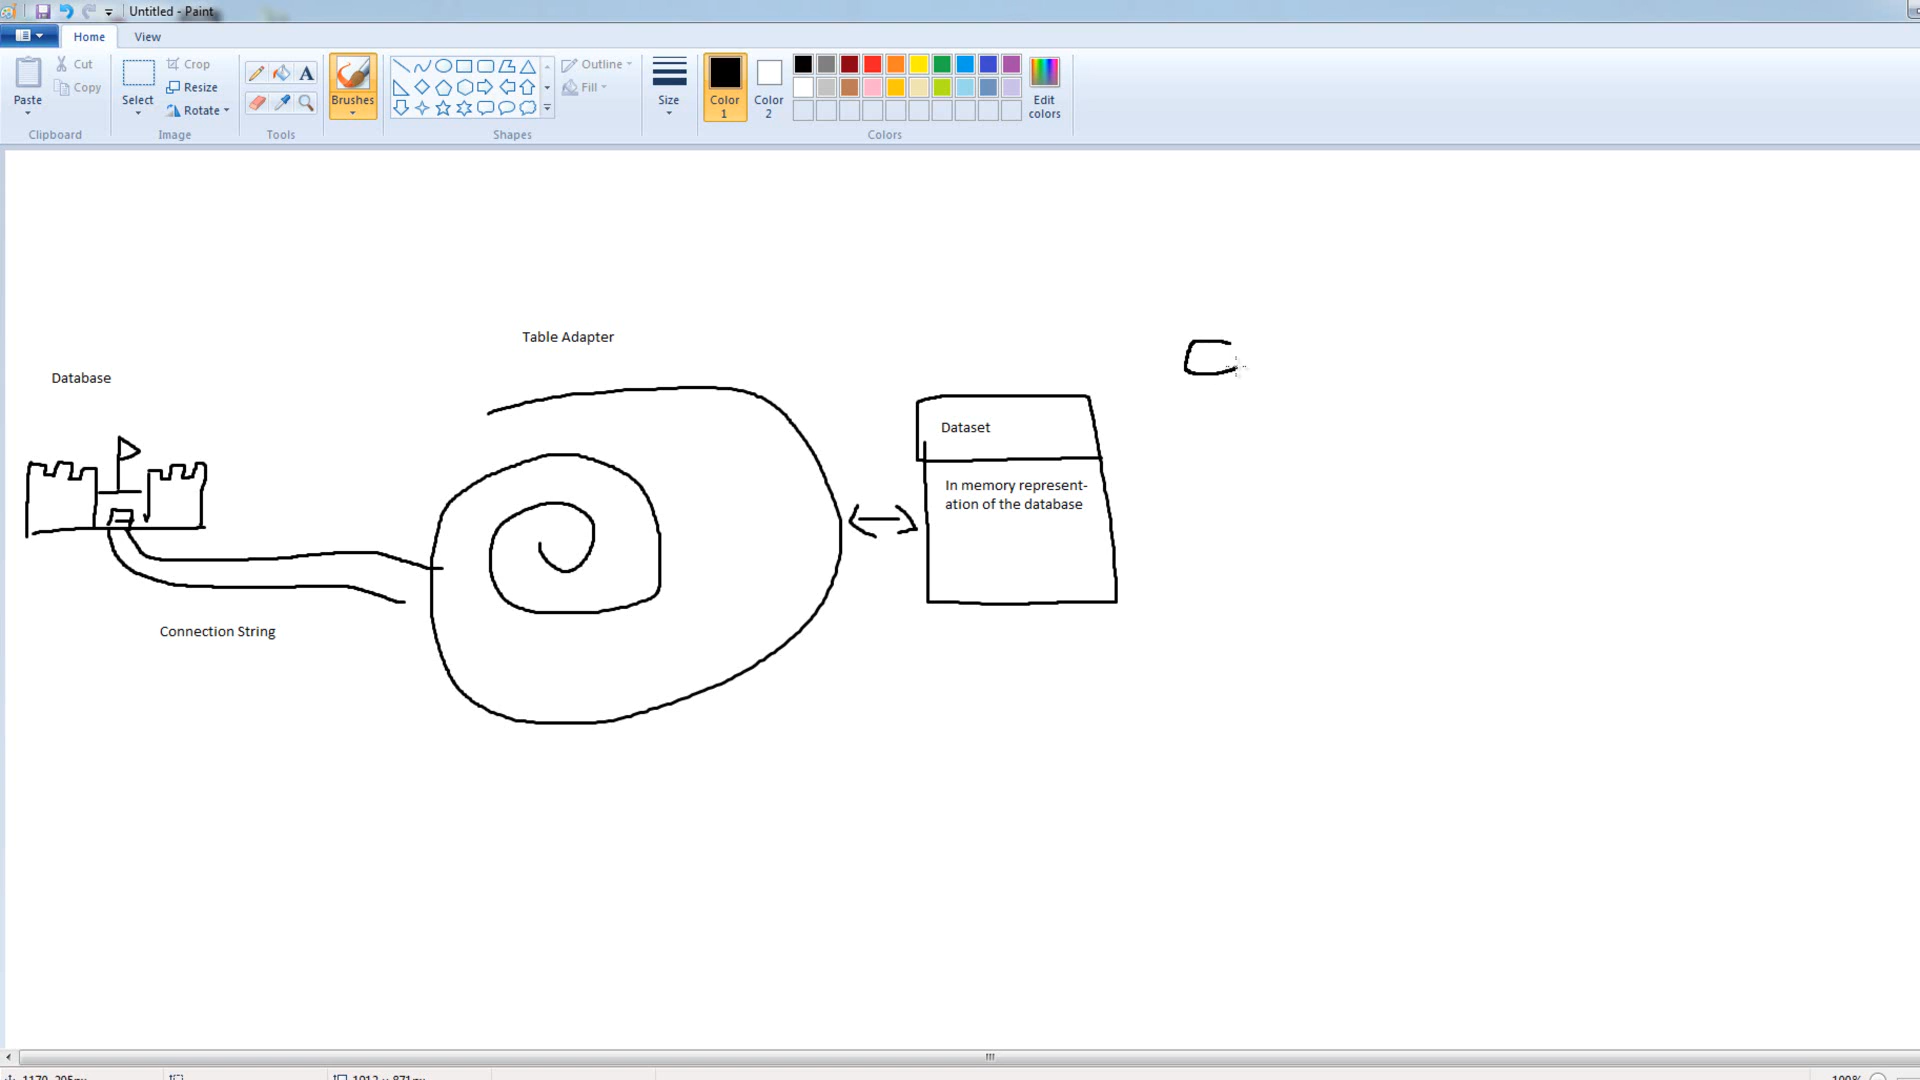 Untitled - Paint
Home
View
Paste
Cut
Copy
Clipboard
Select
Crop
Resize
Rotate
Image
A
Tools
Brushes
Shapes
Outline
Fill
Size
Color 1
Color 2
Edit colors
Colors
Table Adapter
Database
Dataset
In memory represent-
ation of the database
Connection String